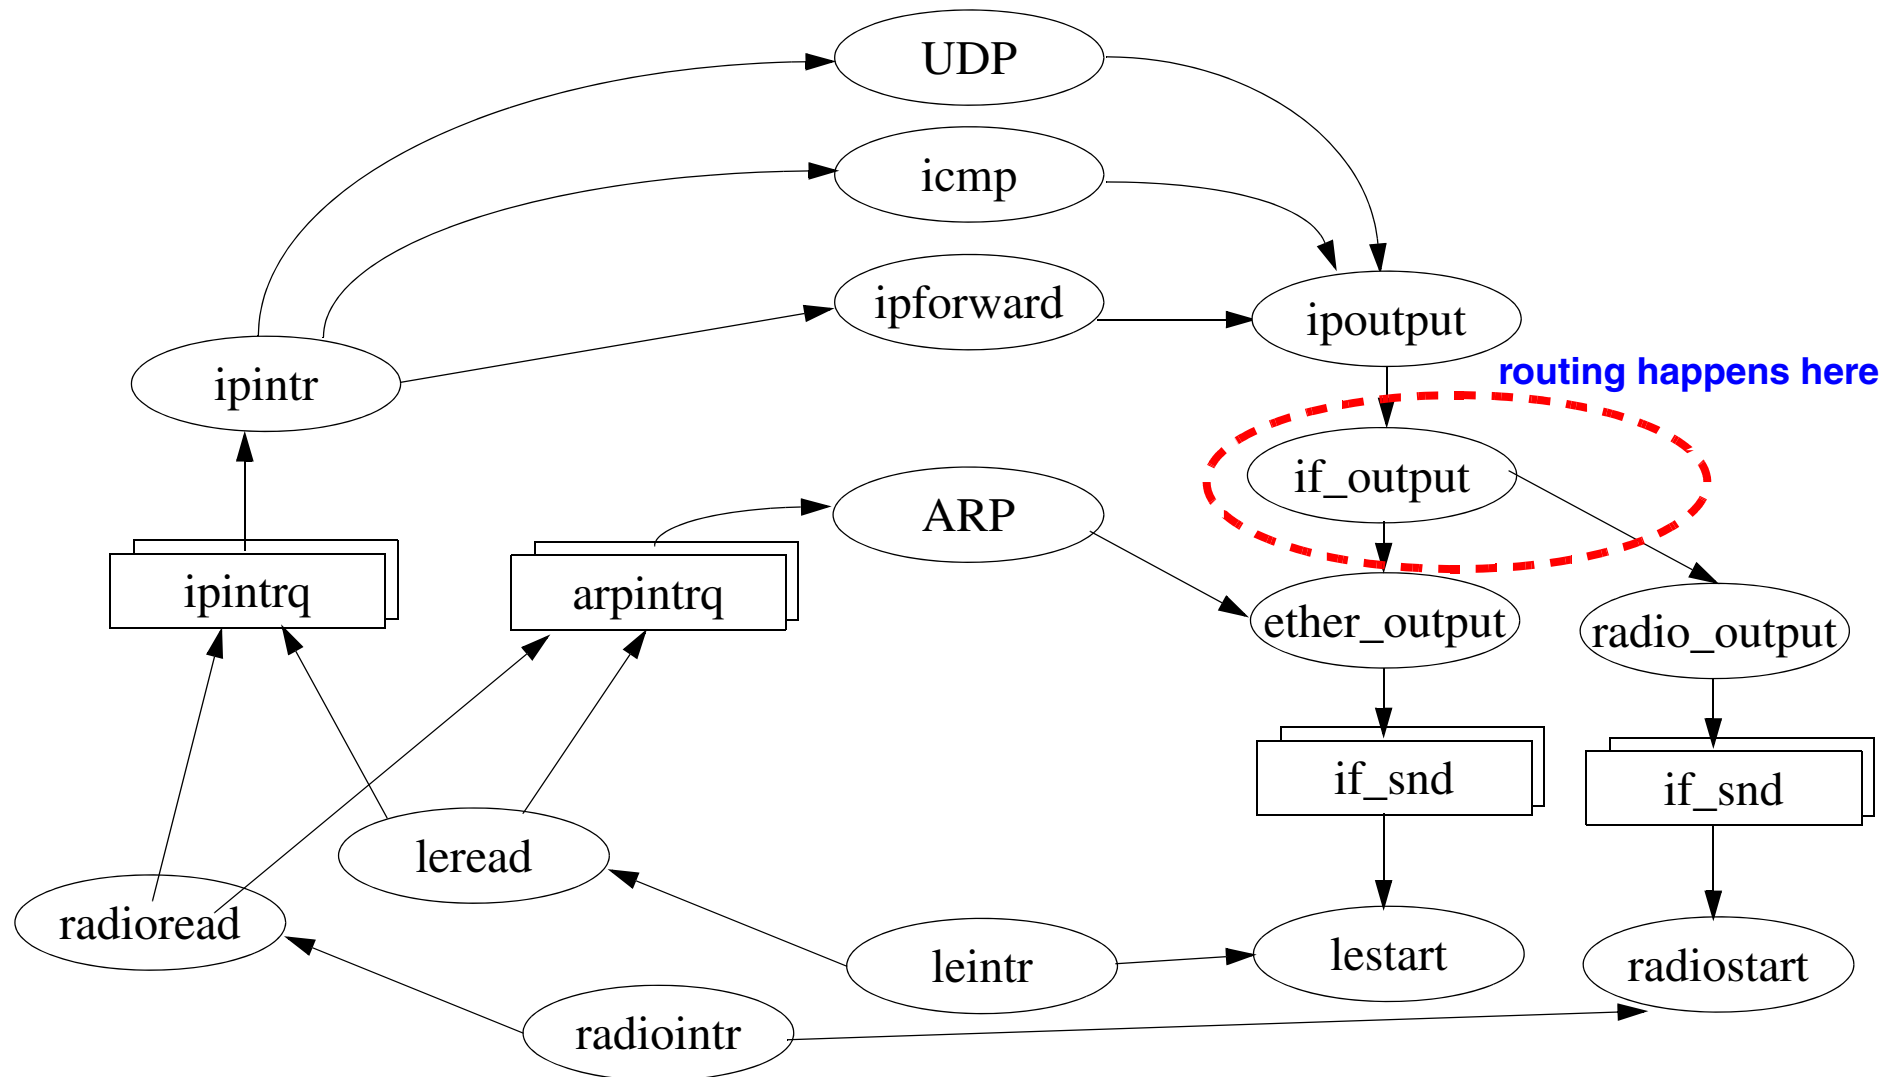 UDP
icmp
ipforward
ipoutput
routing happens here
ipintr
if_output
ARP
ipintrq
arpintrq
ether_output
radio_output
if_snd
if_snd
leread
radioread
leintr
lestart
radiostart
radiointr